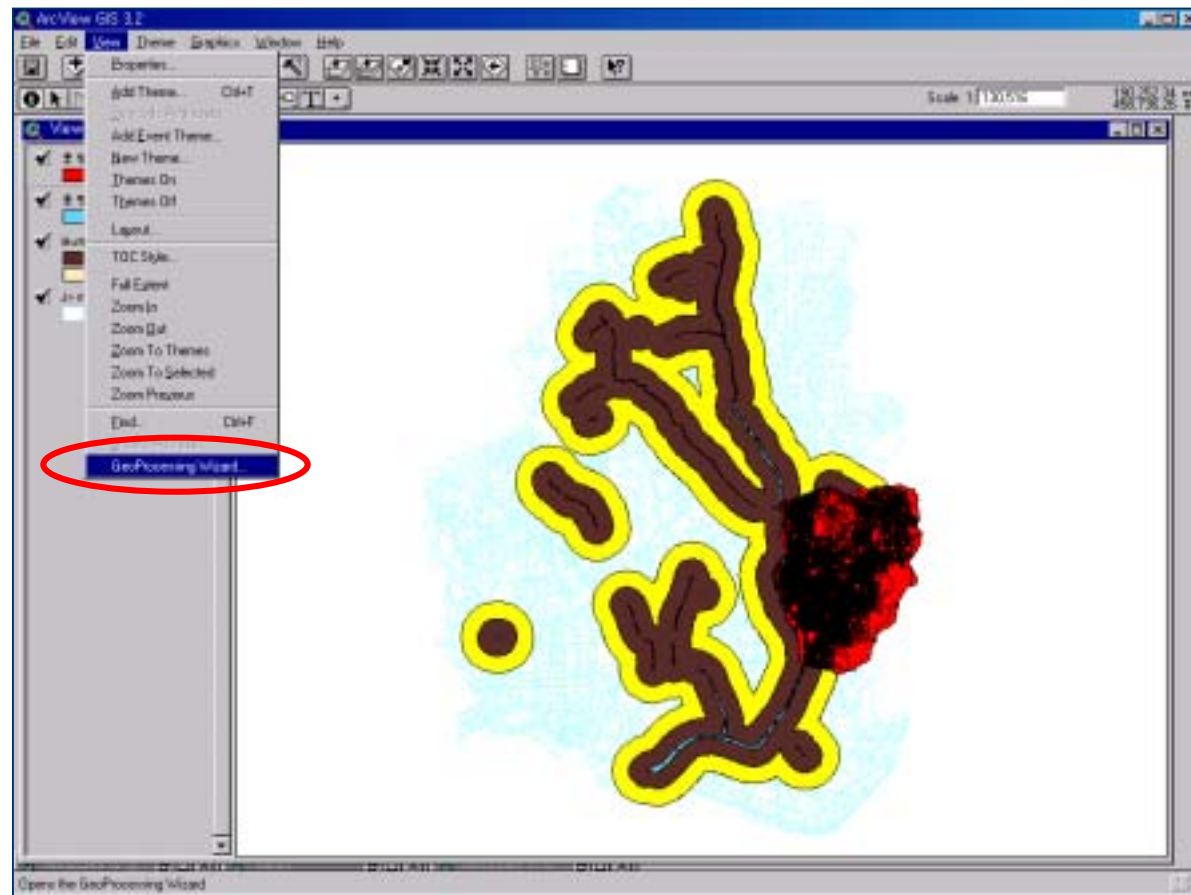 ArcView GIS 3.2
File Edit View Theme Graphics Window Help
Properties...
Add Theme... Ctrl+T
Add Event Theme...
New Theme...
Themes On
Themes Off
Layout...
TOC Style...
Full Extent
Zoom In
Zoom Out
Zoom To Themes
Zoom To Selected
Zoom Previous
Find... Ctrl+F
GeoProcessing Wizard...
Scale 1:
View
Opens the GeoProcessing Wizard